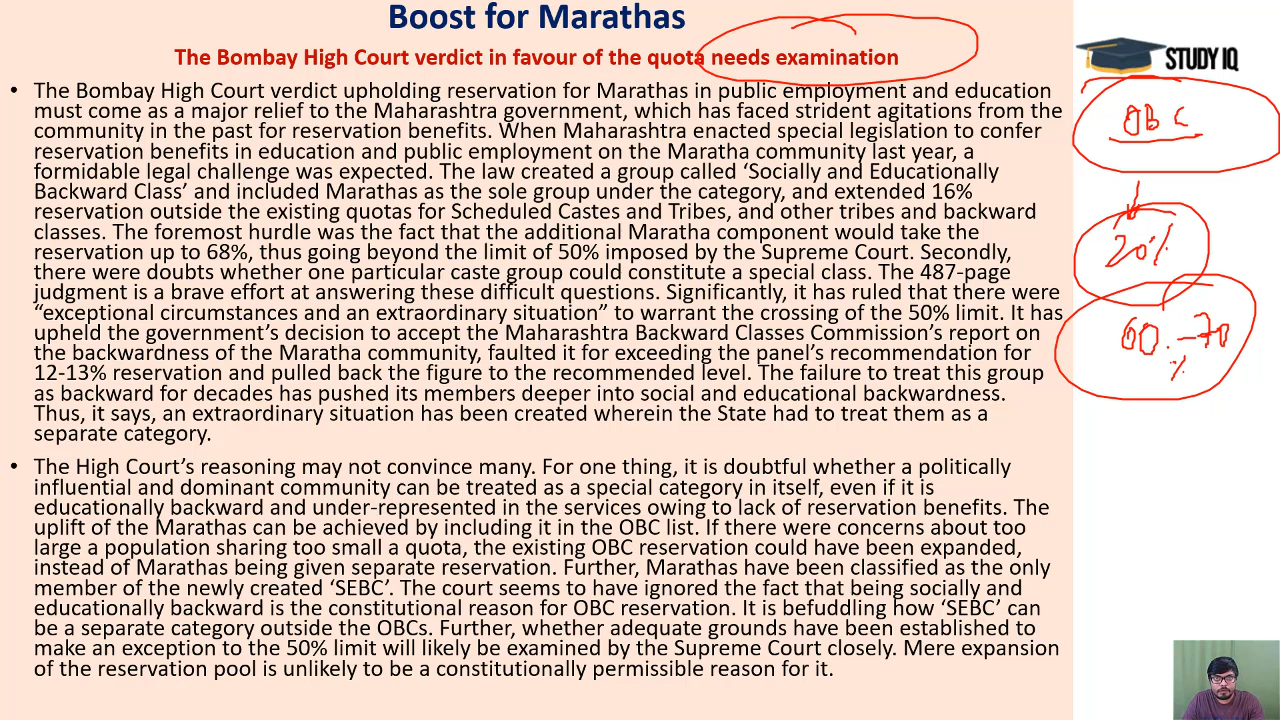 Boost for Marathas
The Bombay High Court verdict in favour of the quota needs examination
STUDY IQ
• The Bombay High Court verdict upholding reservation for Marathas in public employment and education
must come as a major relief to the Maharashtra government, which has faced strident agitations from the
community in the past for reservation benefits. When Maharashtra enacted special legislation to confer
reservation benefits in education and public employment on the Maratha community last year, a
formidable legal challenge was expected. The law created a group called ‘Socially and Educationally
Backward Class’ and included Marathas as the sole group under the category, and extended 16%
reservation outside the existing quotas for Scheduled Castes and Tribes, and other tribes and backward
classes. The foremost hurdle was the fact that the additional Maratha component would take the
reservation up to 68%, thus going beyond the limit of 50% imposed by the Supreme Court. Secondly,
there were doubts whether one particular caste group could constitute a special class. The 487-page
judgment is a brave effort at answering these difficult questions. Significantly, it has ruled that there were
“exceptional circumstances and an extraordinary situation” to warrant the crossing of the 50% limit. It has
upheld the government’s decision to accept the Maharashtra Backward Classes Commission’s report on
the backwardness of the Maratha community, faulted it for exceeding the panel’s recommendation for
12-13% reservation and pulled back the figure to the recommended level. The failure to treat this group
as backward for decades has pushed its members deeper into social and educational backwardness.
Thus, it says, an extraordinary situation has been created wherein the State had to treat them as a
separate category.
• The High Court’s reasoning may not convince many. For one thing, it is doubtful whether a politically
influential and dominant community can be treated as a special category in itself, even if it is
educationally backward and under-represented in the services owing to lack of reservation benefits. The
uplift of the Marathas can be achieved by including it in the OBC list. If there were concerns about too
large a population sharing too small a quota, the existing OBC reservation could have been expanded,
instead of Marathas being given separate reservation. Further, Marathas have been classified as the only
member of the newly created ‘SEBC’. The court seems to have ignored the fact that being socially and
educationally backward is the constitutional reason for OBC reservation. It is befuddling how ‘SEBC’ can
be a separate category outside the OBCs. Further, whether adequate grounds have been established to
make an exception to the 50% limit will likely be examined by the Supreme Court closely. Mere expansion
of the reservation pool is unlikely to be a constitutionally permissible reason for it.
OBC
20%
60-70
%